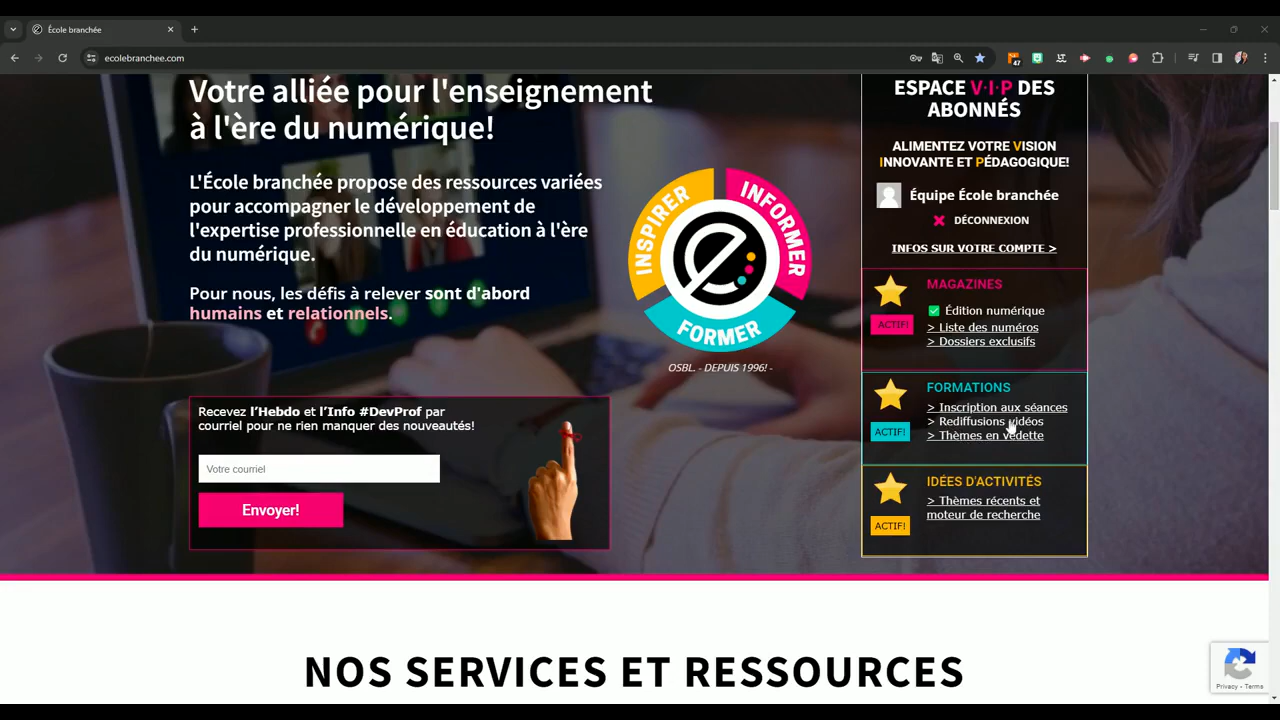 École branchée
ecolebranchee.com
47
Votre alliée pour l'enseignement
à l'ère du numérique!
L'École branchée propose des ressources variées
pour accompagner le développement de
l'expertise professionnelle en éducation à l'ère
du numérique.
Pour nous, les défis à relever sont d'abord
humains et relationnels.
INSPIRER
INFORMER
FORMER
OSBL. - DEPUIS 1996! -
Recevez l’Hebdo et l’Info #DevProf par
courriel pour ne rien manquer des nouveautés!
Votre courriel
Envoyer!
ESPACE V·I·P DES
ABONNÉS
ALIMENTEZ VOTRE VISION
INNOVANTE ET PÉDAGOGIQUE!
Équipe École branchée
DÉCONNEXION
INFOS SUR VOTRE COMPTE >
MAGAZINES
Édition numérique
ACTIF!
> Liste des numéros
> Dossiers exclusifs
FORMATIONS
> Inscription aux séances
> Rediffusions vidéos
ACTIF!
> Thèmes en vedette
IDÉES D'ACTIVITÉS
> Thèmes récents et
moteur de recherche
ACTIF!
NOS SERVICES ET RESSOURCES
Privacy - Terms